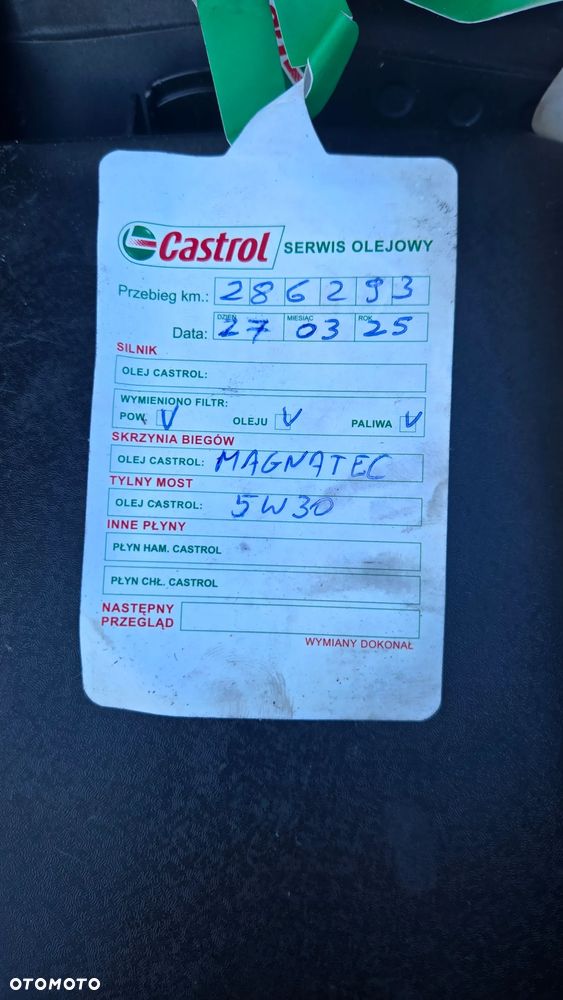 Castrol SERWIS OLEJOWY
Przebieg km.: 286293
DZIEŃ MIESIĄC ROK
Data: 27 03 25
SILNIK
OLEJ CASTROL:
WYMIENIONO FILTR:
POW. V OLEJU V PALIWA V
SKRZYNIA BIEGÓW
OLEJ CASTROL: MAGNATEC
TYLNY MOST
OLEJ CASTROL: 5W30
INNE PŁYNY
PŁYN HAM. CASTROL
PŁYN CHŁ. CASTROL
NASTĘPNY
PRZEGLĄD
WYMIANY DOKONAŁ
OTOMOTO